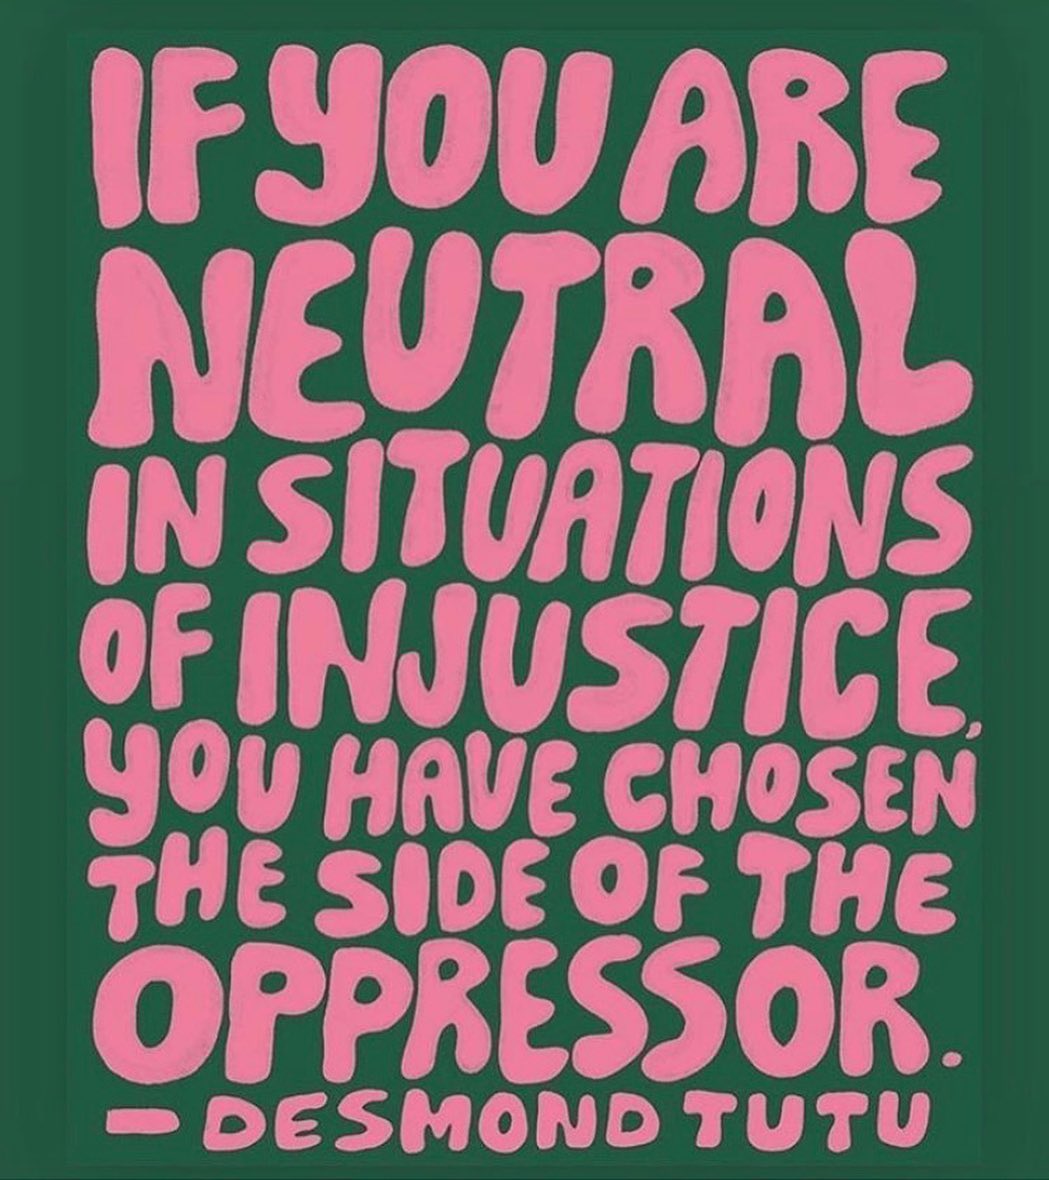 IF YOU ARE
NEUTRAL
IN SITUATIONS
OF INJUSTICE,
YOU HAVE CHOSEN
THE SIDE OF THE
OPPRESSOR.
— DESMOND TUTU